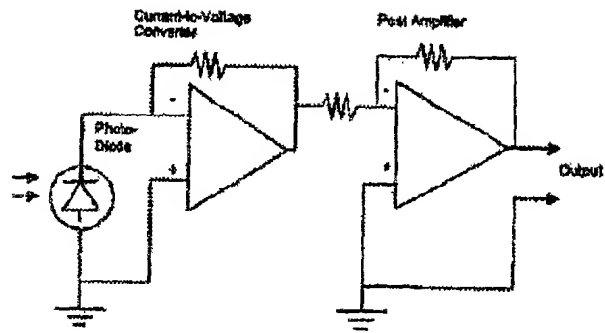 Current-to-Voltage
Converter
Post Amplifier
-
-
Photo-
Diode
+
+
Output